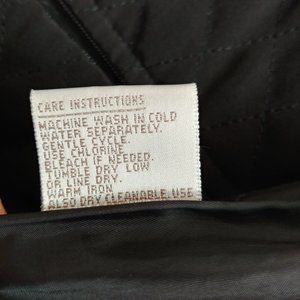 CARE INSTRUCTIONS
MACHINE WASH IN COLD
WATER SEPARATELY.
GENTLE CYCLE.
USE CHLORINE
BLEACH IF NEEDED.
TUMBLE DRY LOW
OR LINE DRY.
WARM IRON
ALSO DRY CLEANABLE USE